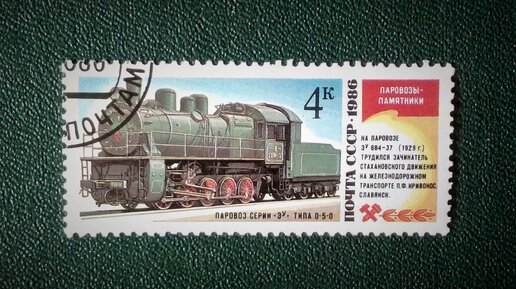 ПОЧТАМ
4К
ПОЧТА СССР·1986
ПАРОВОЗЫ-
ПАМЯТНИКИ
НА ПАРОВОЗЕ
ЭУ 684-37 (1929 г.)
ТРУДИЛСЯ ЗАЧИНАТЕЛЬ
СТАХАНОВСКОГО ДВИЖЕНИЯ
НА ЖЕЛЕЗНОДОРОЖНОМ
ТРАНСПОРТЕ П.Ф. КРИВОНОС.
СЛАВЯНСК.
ПАРОВОЗ СЕРИИ «ЭУ» ТИПА 0-5-0